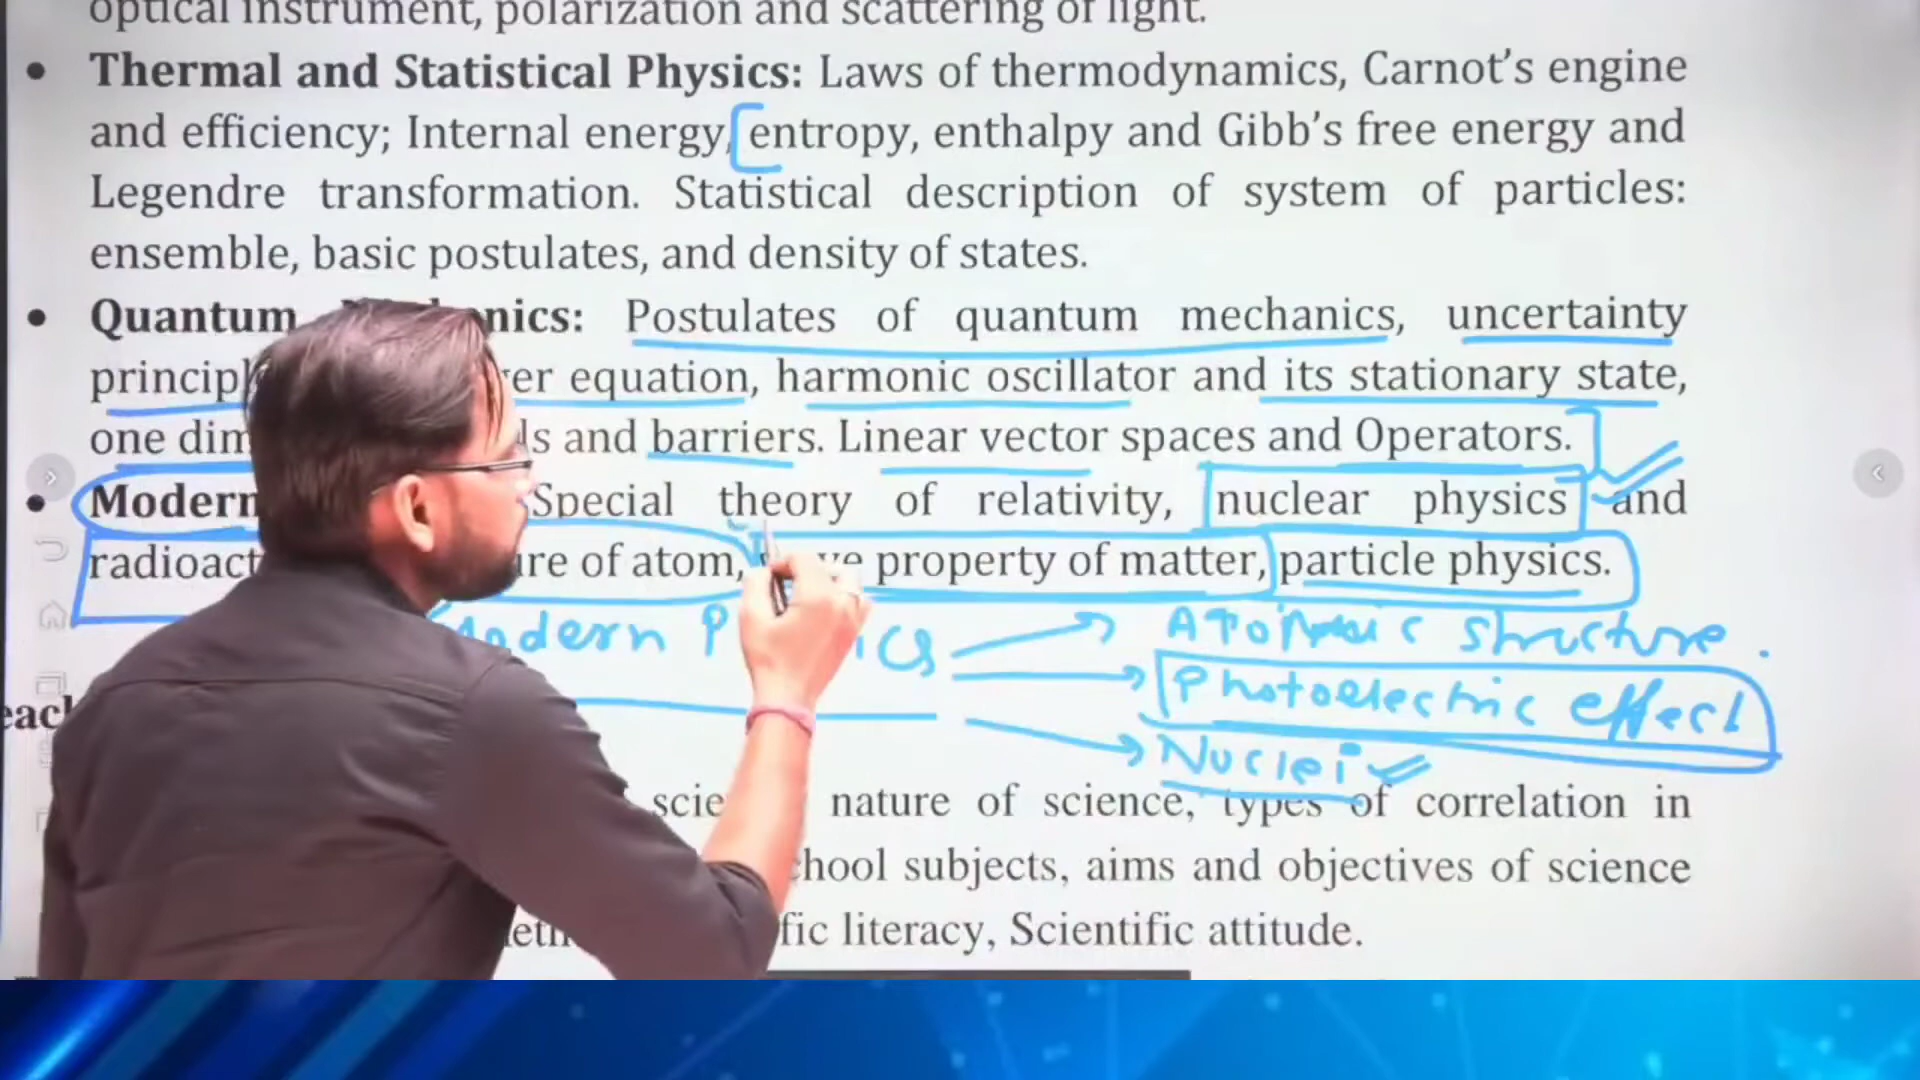 optical instrument, polarization and scattering of light.
• Thermal and Statistical Physics: Laws of thermodynamics, Carnot's engine
and efficiency; Internal energy, entropy, enthalpy and Gibb's free energy and
Legendre transformation. Statistical description of system of particles:
ensemble, basic postulates, and density of states.
• Quantum nics: Postulates of quantum mechanics, uncertainty
princip er equation, harmonic oscillator and its stationary state,
one dim ls and barriers. Linear vector spaces and Operators.
• Modern Special theory of relativity, nuclear physics and
radioact ure of atom, property of matter, particle physics.
Modern P ics Atomic structure.
Photoelectric effect
Nuclei
each
scie nature of science, types of correlation in
chool subjects, aims and objectives of science
fic literacy, Scientific attitude.